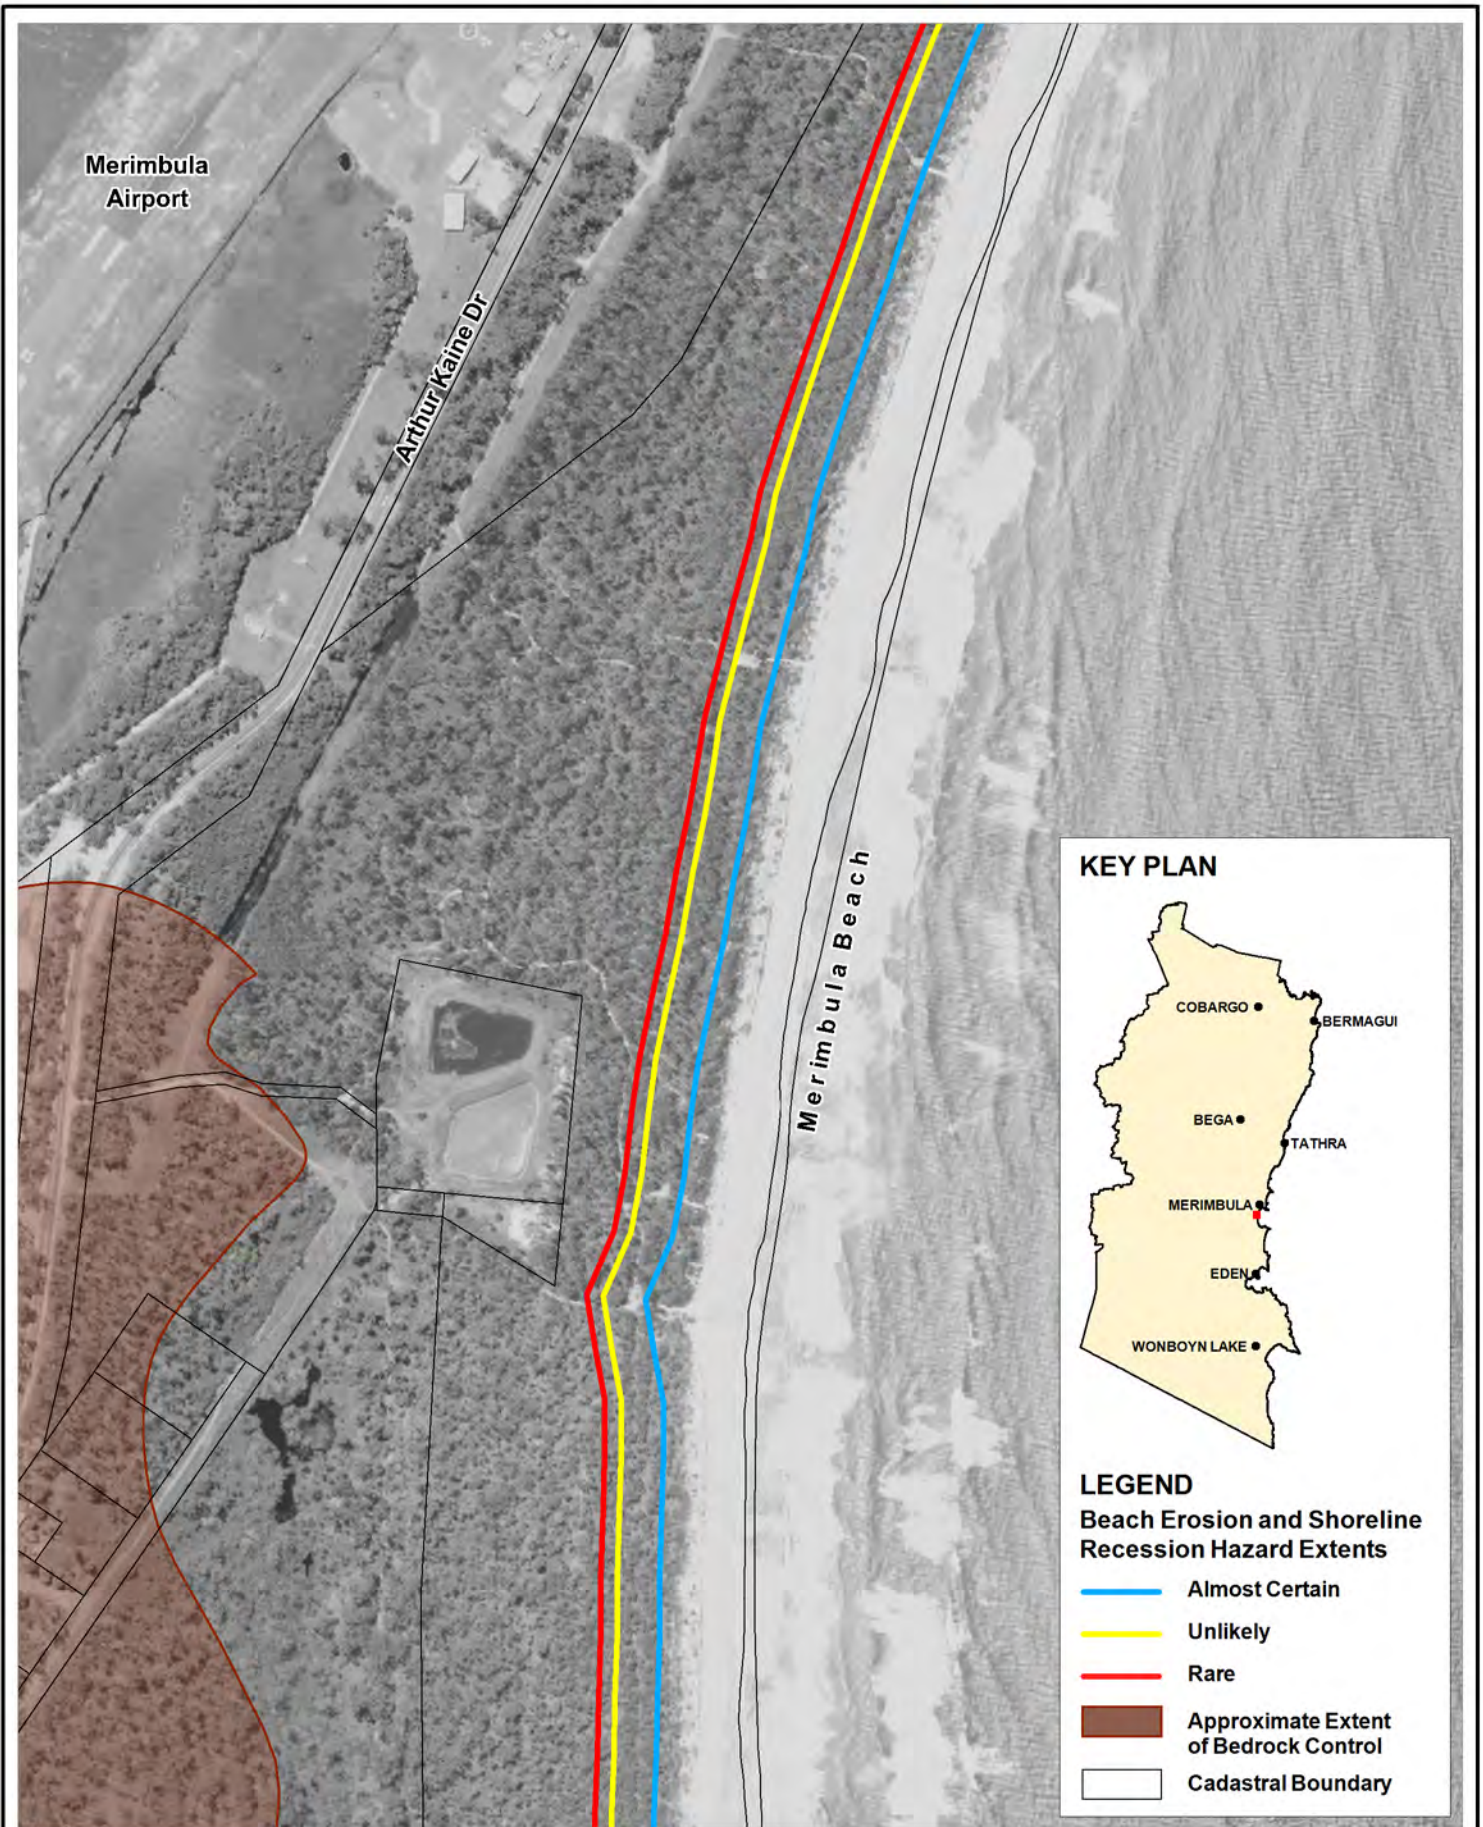 Merimbula
Airport
Arthur Kaine Dr
Merimbula Beach
KEY PLAN
COBARGO
BERMAGUI
BEGA
TATHRA
MERIMBULA
EDEN
WONBOYN LAKE
LEGEND
Beach Erosion and Shoreline
Recession Hazard Extents
Almost Certain
Unlikely
Rare
Approximate Extent
of Bedrock Control
Cadastral Boundary